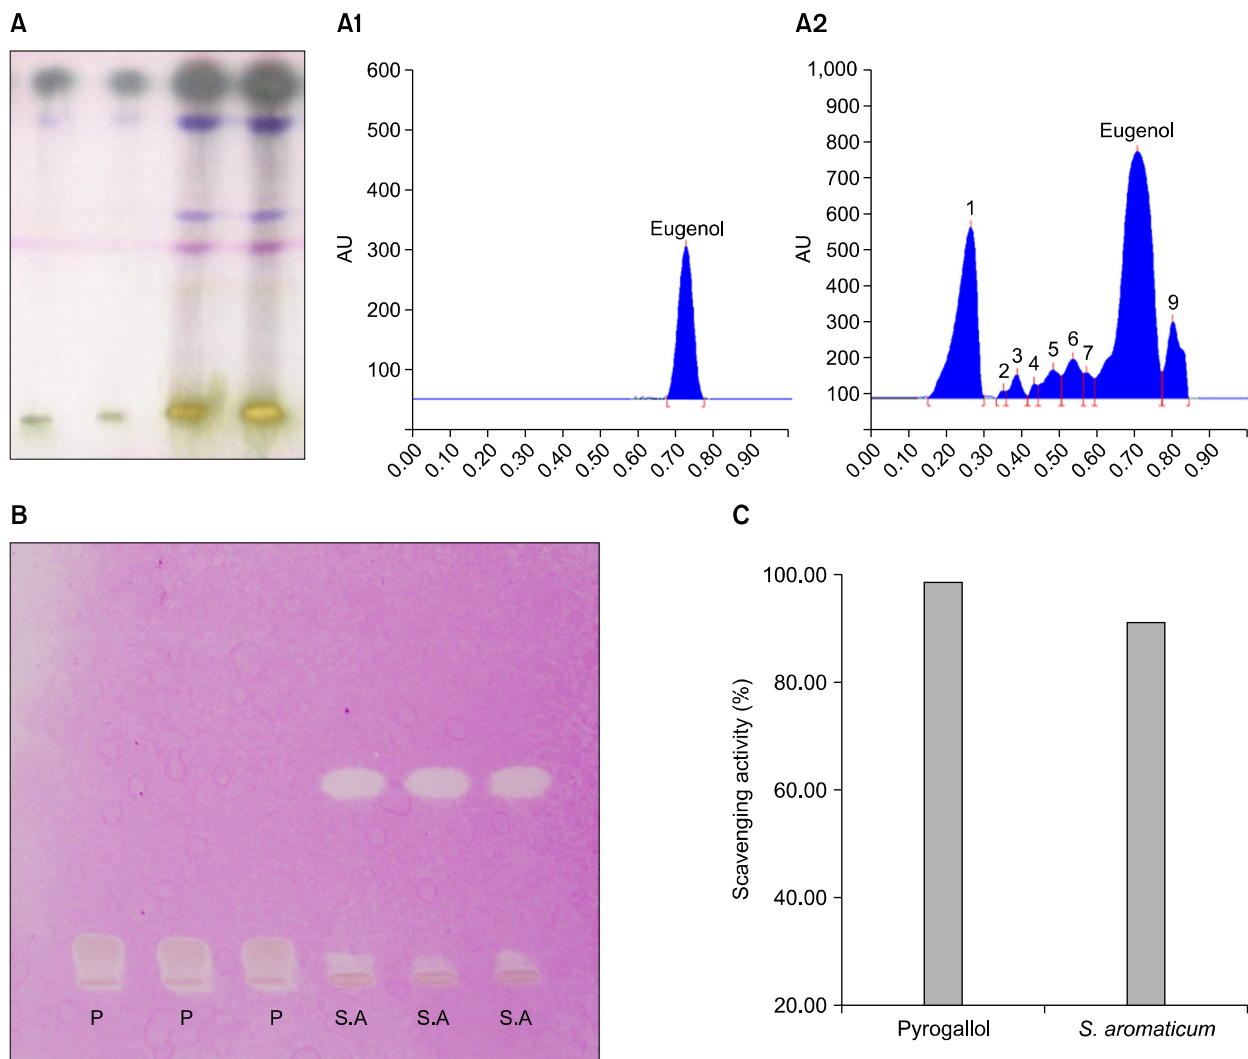 A
A1
A2
600
500
400
300
200
100
AU
Eugenol
0.00 0.10 0.20 0.30 0.40 0.50 0.60 0.70 0.80 0.90
1,000
900
800
700
600
500
400
300
200
100
AU
1
2
3
4
5
6
7
Eugenol
9
0.00 0.10 0.20 0.30 0.40 0.50 0.60 0.70 0.80 0.90
B
P P P S.A S.A S.A
C
100.00
80.00
60.00
40.00
20.00
Scavenging activity (%)
Pyrogallol S. aromaticum